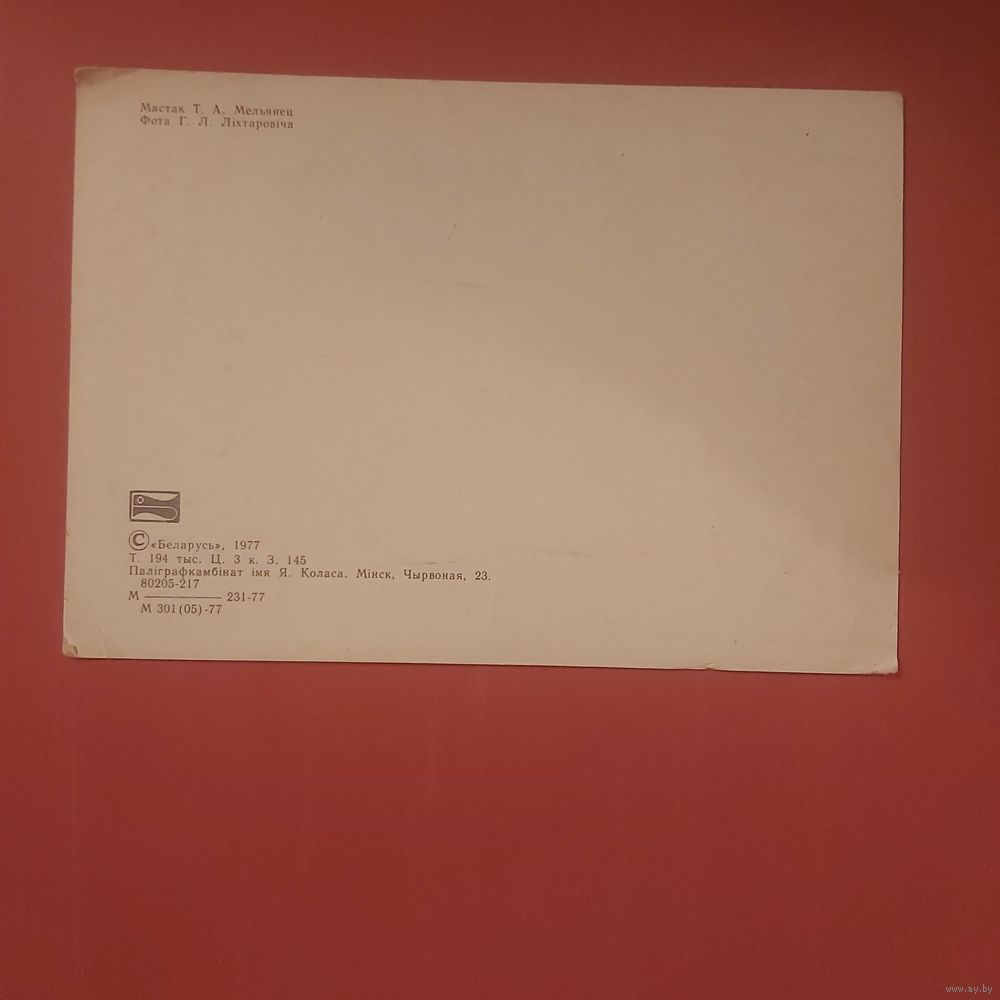 Мастак Т. А. Мельянец
Фота Г. Л. Ліхтаровіча
© «Беларусь», 1977
Т. 194 тыс. Ц. 3 к. З. 145
Паліграфкамбінат імя Я. Коласа. Мінск, Чырвоная, 23.
80205-217
М ———— 231-77
М 301(05)-77
www.ay.by